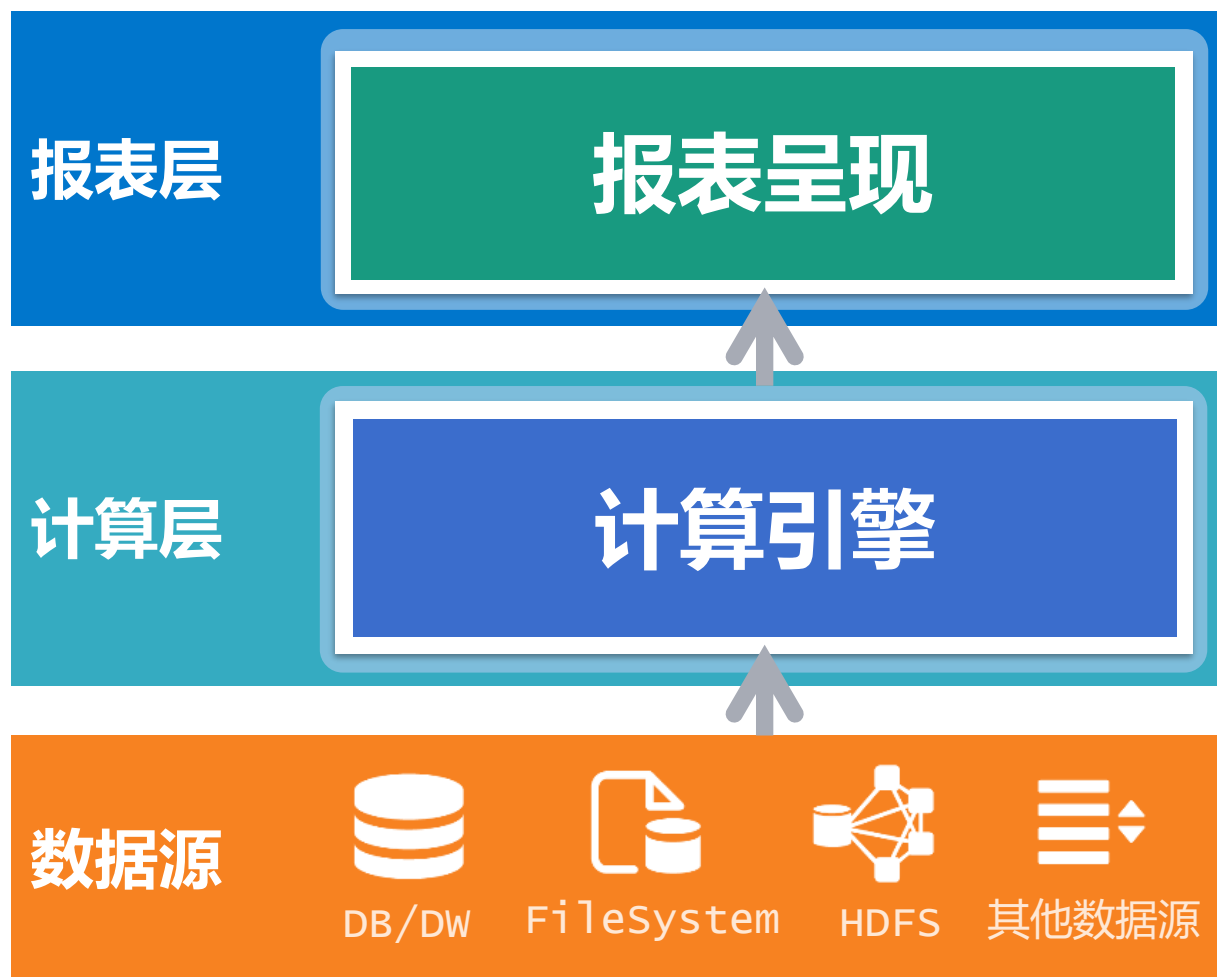 报表层
报表呈现
计算层
计算引擎
数据源
DB/DW
FileSystem
HDFS
其他数据源